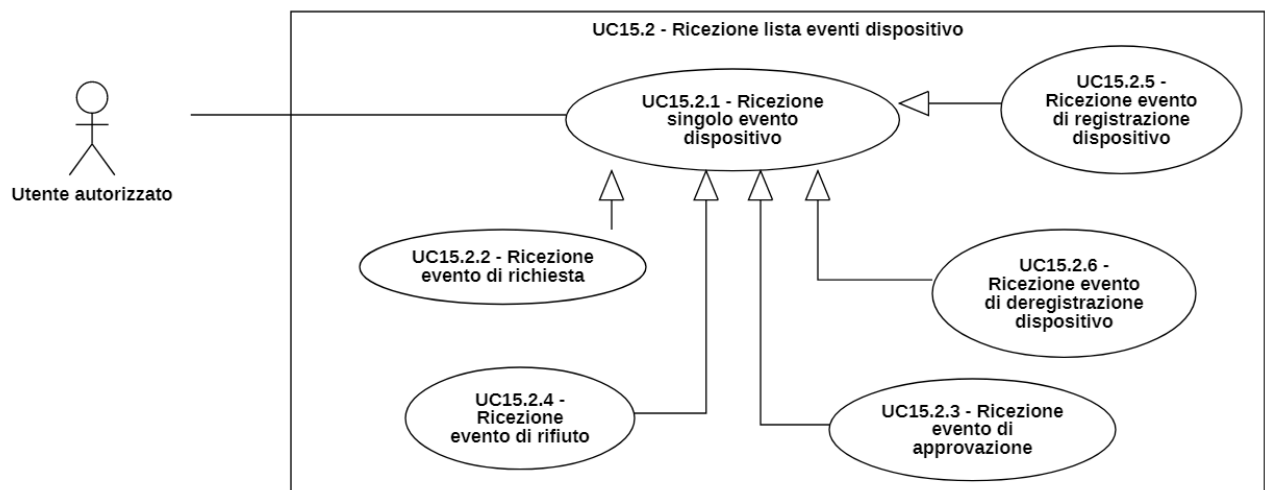 UC15.2 - Ricezione lista eventi dispositivo
UC15.2.1 - Ricezione
singolo evento
dispositivo
UC15.2.5 -
Ricezione evento
di registrazione
dispositivo
Utente autorizzato
UC15.2.2 - Ricezione
evento di richiesta
UC15.2.6 -
Ricezione evento
di deregistrazione
dispositivo
UC15.2.4 -
Ricezione
evento di rifiuto
UC15.2.3 - Ricezione
evento di
approvazione